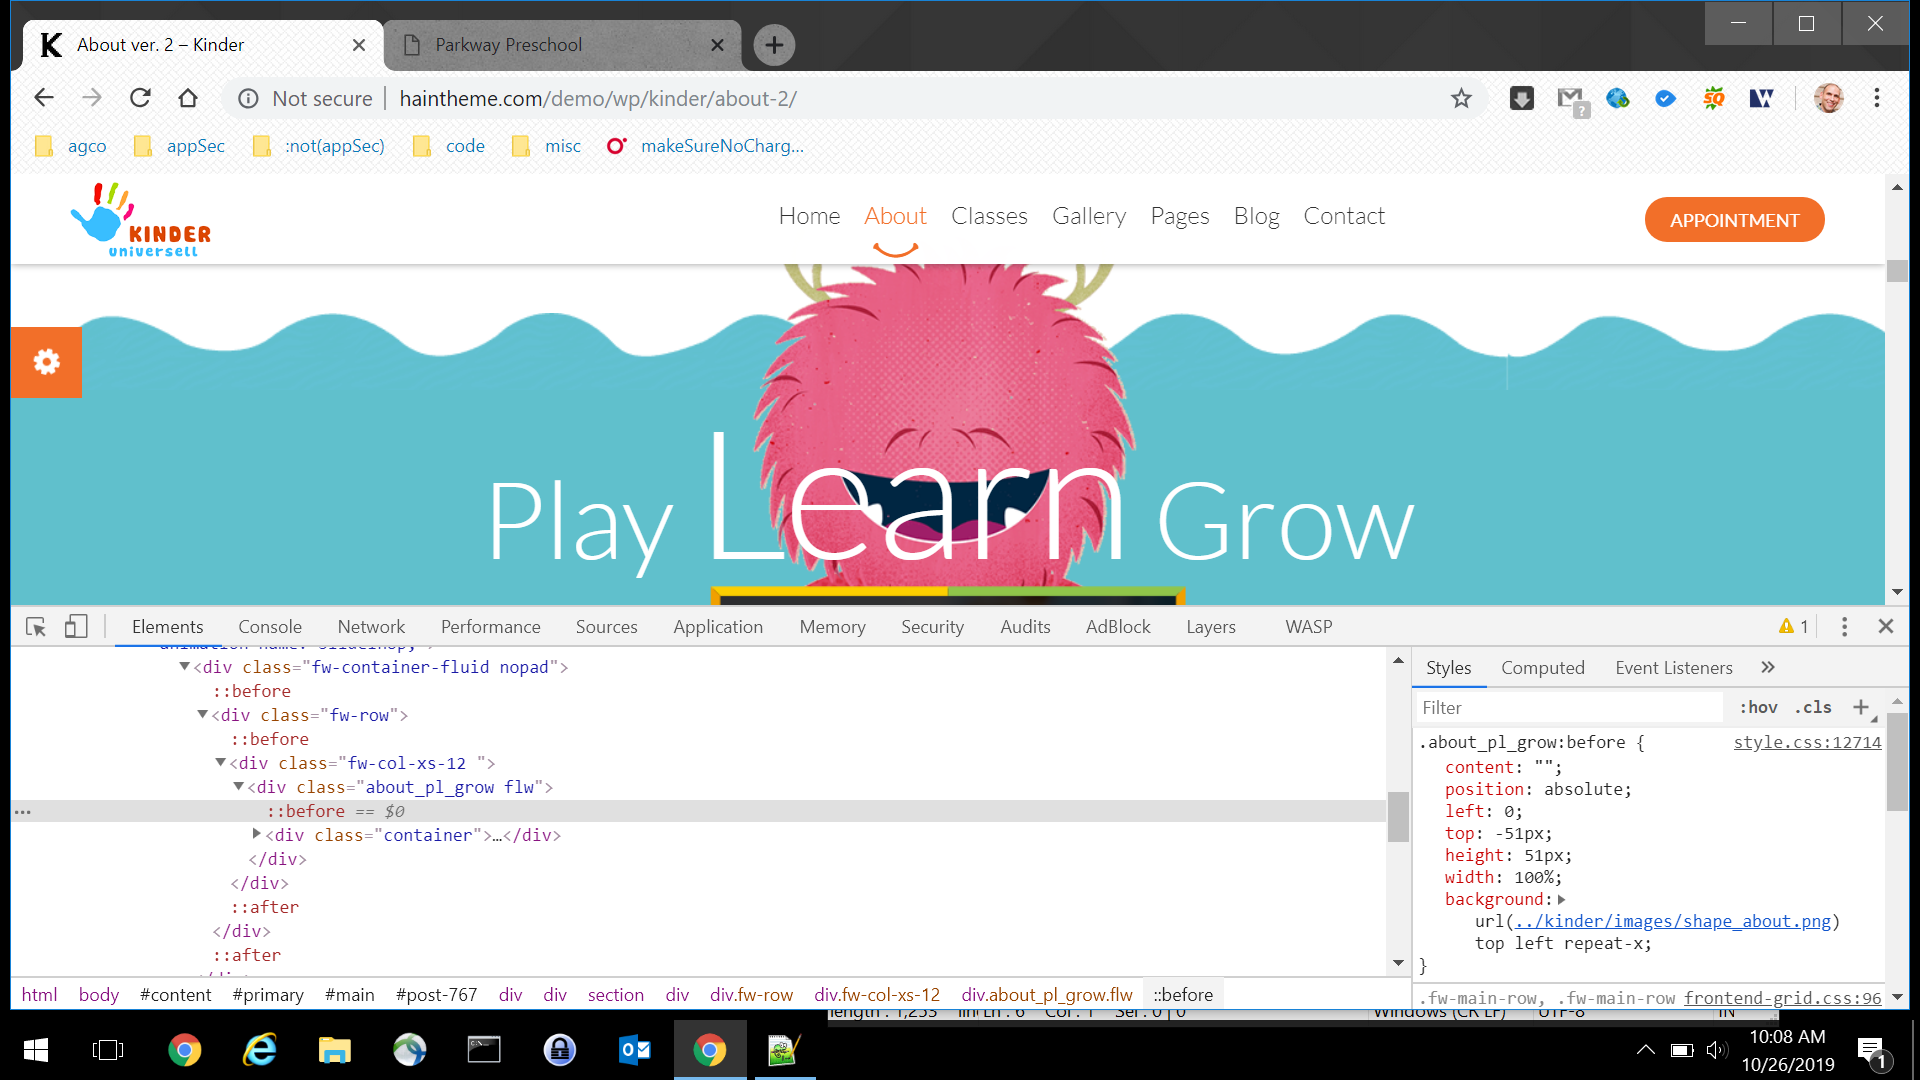 About ver. 2 – Kinder
Parkway Preschool
Not secure | haintheme.com/demo/wp/kinder/about-2/
agco
appSec
:not(appSec)
code
misc
makeSureNoCharg...
KINDER
universell
Home
About
Classes
Gallery
Pages
Blog
Contact
APPOINTMENT
Play Learn Grow
Elements
Console
Network
Performance
Sources
Application
Memory
Security
Audits
AdBlock
Layers
WASP
1
<div class="fw-container-fluid nopad">
::before
<div class="fw-row">
::before
<div class="fw-col-xs-12 ">
<div class="about_pl_grow flw">
... ::before == $0
<div class="container">…</div>
</div>
</div>
::after
</div>
::after
html body #content #primary #main #post-767 div div section div div.fw-row div.fw-col-xs-12 div.about_pl_grow.flw ::before
Styles
Computed
Event Listeners
»
Filter
:hov
.cls
+
.about_pl_grow:before {
style.css:12714
content: "";
position: absolute;
left: 0;
top: -51px;
height: 51px;
width: 100%;
background:
url(../kinder/images/shape_about.png)
top left repeat-x;
}
.fw-main-row, .fw-main-row
frontend-grid.css:96
10:08 AM
10/26/2019
1